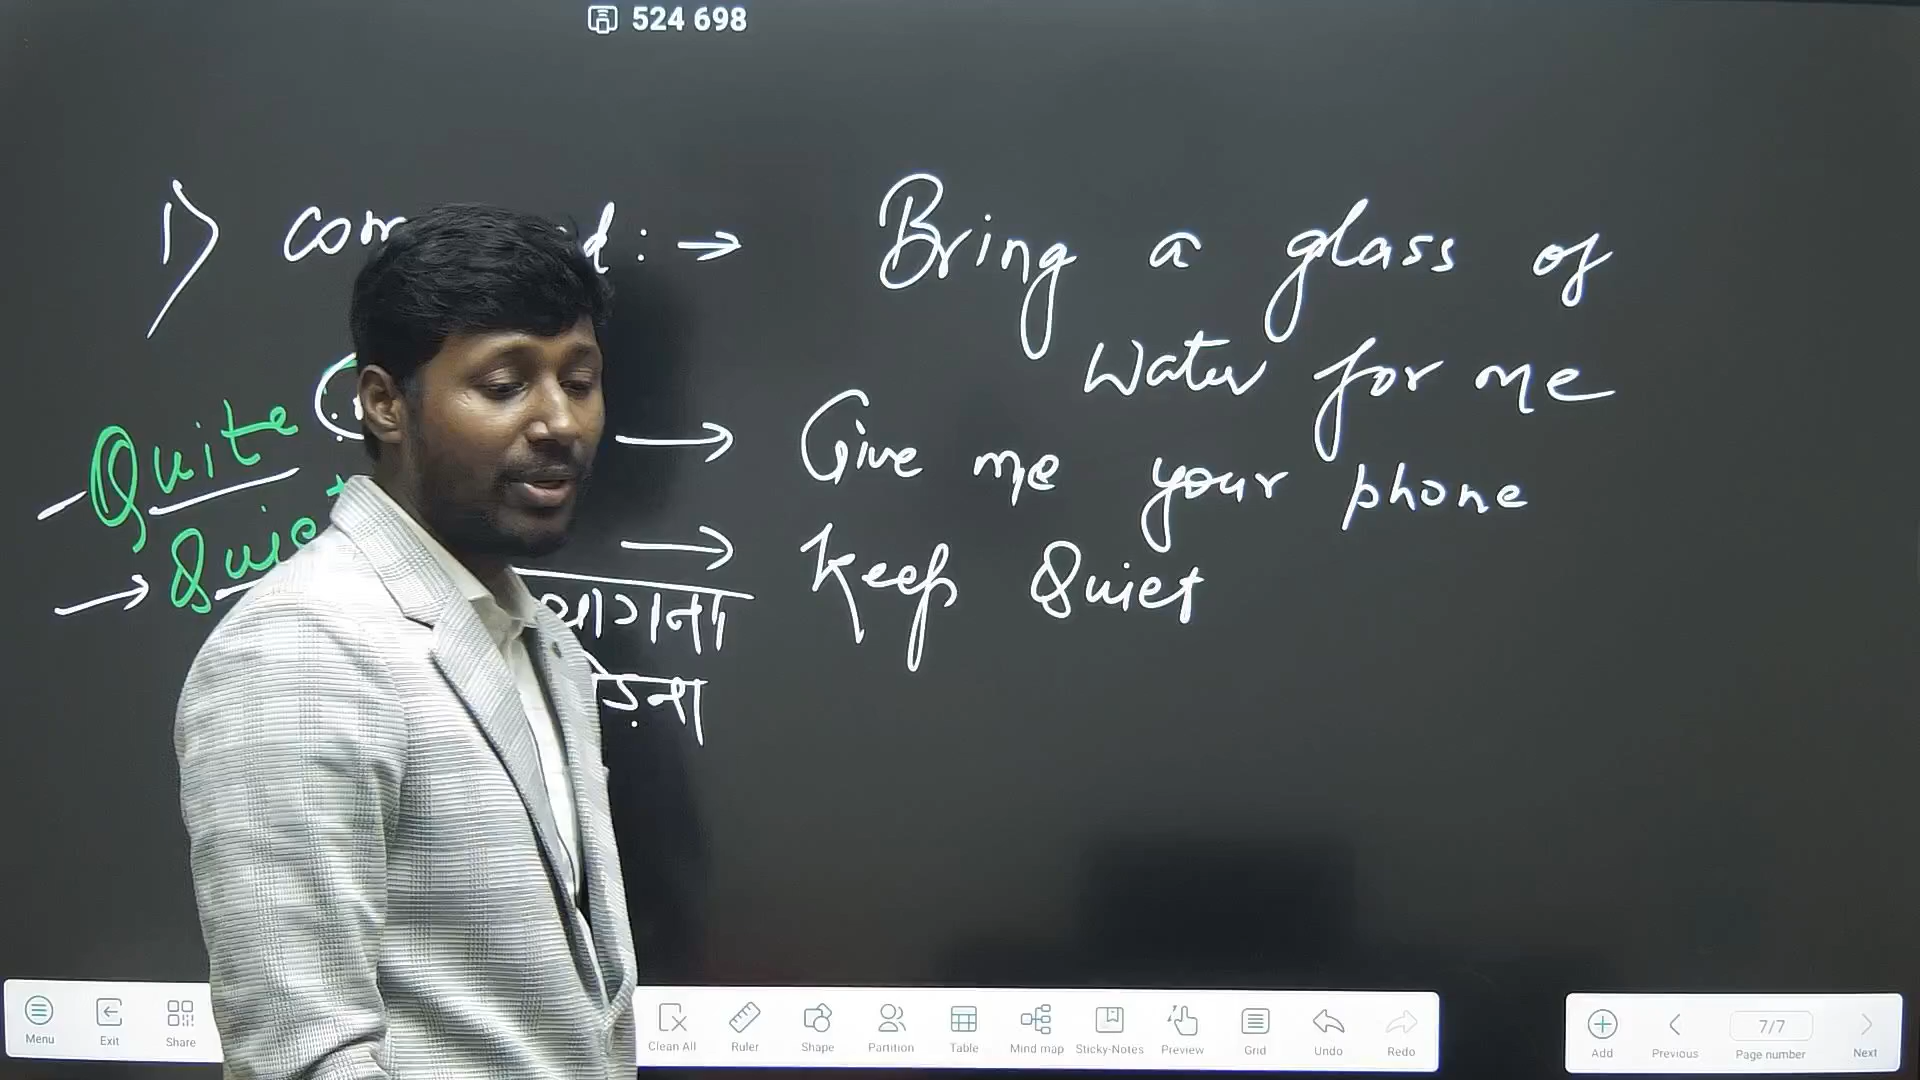 524 698
1) : → Bring a glass of
water for me
Quite → Give me your phone
→ → Keep Quiet
Menu Exit Share Clean All Ruler Shape Partition Table Mind map Sticky-Notes Preview Grid Undo Redo Add Previous 7/7 Page number Next